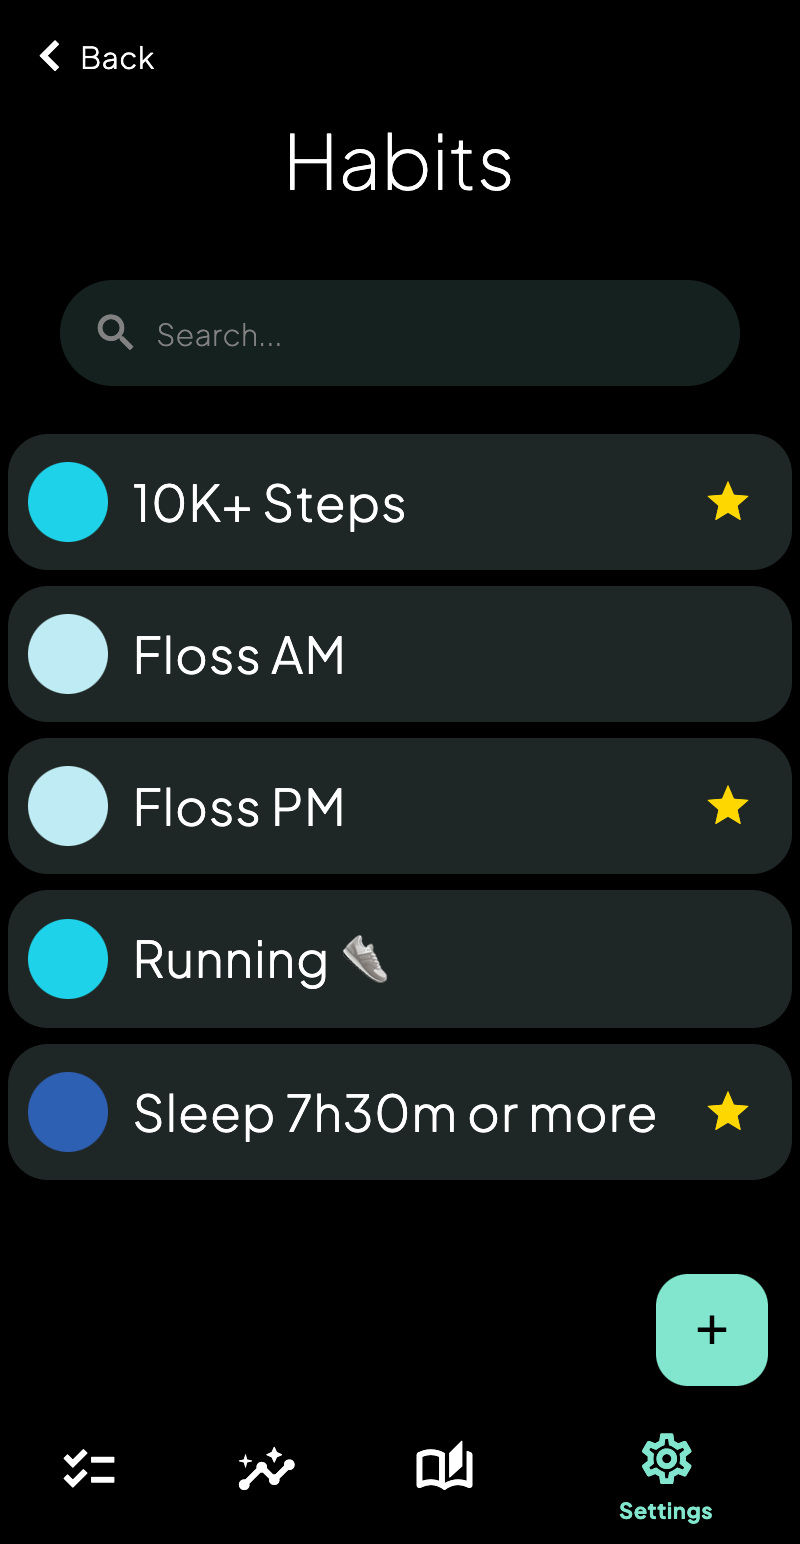 Back
Habits
Search...
10K+ Steps
Floss AM
Floss PM
Running 👟
Sleep 7h30m or more
+
Settings